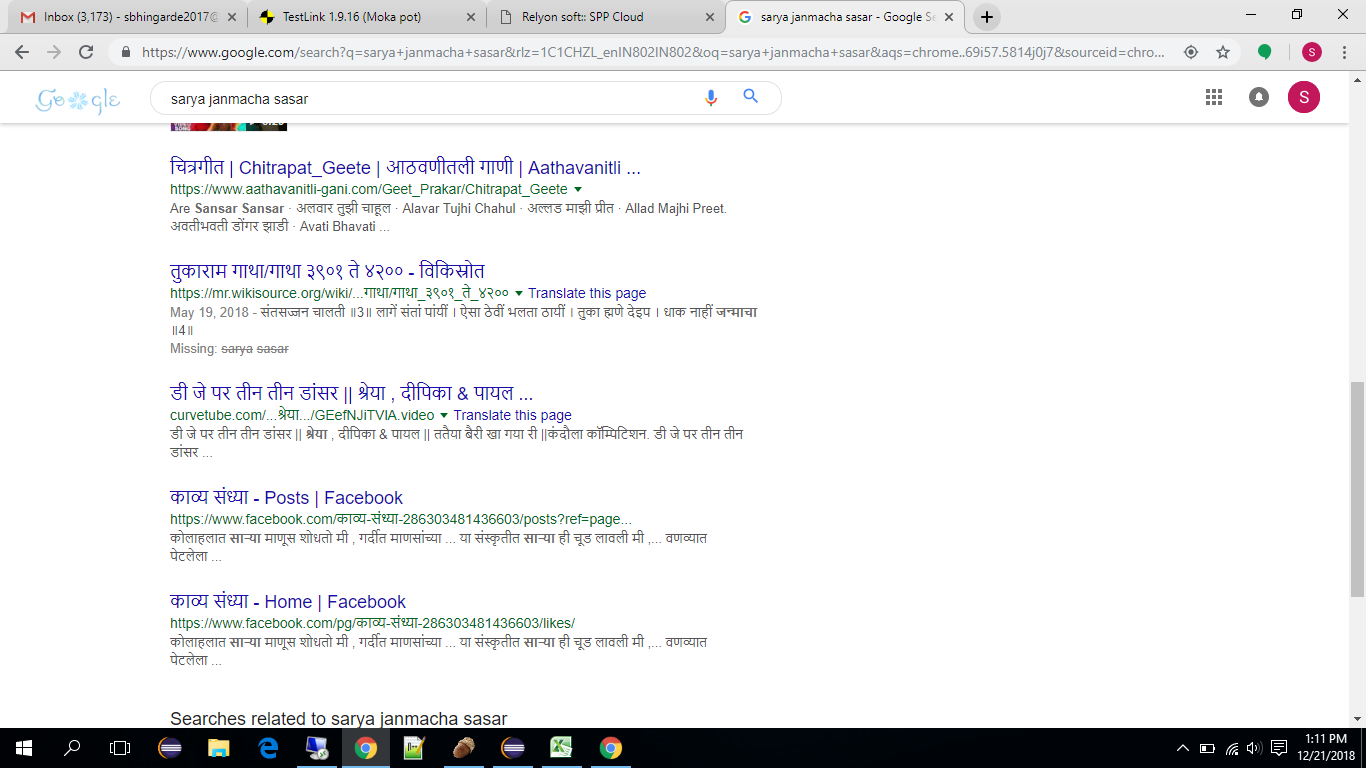 Inbox (3,173) - sbhingarde2017@
TestLink 1.9.16 (Moka pot)
Relyon soft:: SPP Cloud
sarya janmacha sasar - Google Se
https://www.google.com/search?q=sarya+janmacha+sasar&rlz=1C1CHZL_enIN802IN802&oq=sarya+janmacha+sasar&aqs=chrome..69i57.5814j0j7&sourceid=chro...
S
Google
sarya janmacha sasar
S
चित्रगीत | Chitrapat_Geete | आठवणीतली गाणी | Aathavanitli ...
https://www.aathavanitli-gani.com/Geet_Prakar/Chitrapat_Geete
Are Sansar Sansar · अलवार तुझी चाहूल · Alavar Tujhi Chahul · अल्लड माझी प्रीत · Allad Majhi Preet.
अवतीभवती डोंगर झाडी · Avati Bhavati ...
तुकाराम गाथा/गाथा ३९०१ ते ४२०० - विकिस्रोत
https://mr.wikisource.org/wiki/...गाथा/गाथा_३९०१_ते_४२०० Translate this page
May 19, 2018 - संतसज्जन चालती ॥3॥ लागें संतां पांयीं । ऐसा ठेवीं भलता ठायीं । तुका ह्मणे देइप । धाक नाहीं जन्माचा
॥4॥
Missing: sarya sasar
डी जे पर तीन तीन डांसर || श्रेया , दीपिका & पायल ...
curvetube.com/...श्रेया.../GEefNJiTVIA.video Translate this page
डी जे पर तीन तीन डांसर || श्रेया , दीपिका & पायल || ततैया बैरी खा गया री ||कंदौला कॉम्पिटिशन. डी जे पर तीन तीन
डांसर ...
काव्य संध्या - Posts | Facebook
https://www.facebook.com/काव्य-संध्या-286303481436603/posts?ref=page...
कोलाहलात साऱ्या माणूस शोधतो मी , गर्दीत माणसांच्या ... या संस्कृतीत साऱ्या ही चूड लावली मी ,... वणव्यात
पेटलेला ...
काव्य संध्या - Home | Facebook
https://www.facebook.com/pg/काव्य-संध्या-286303481436603/likes/
कोलाहलात साऱ्या माणूस शोधतो मी , गर्दीत माणसांच्या ... या संस्कृतीत साऱ्या ही चूड लावली मी ,... वणव्यात
पेटलेला ...
Searches related to sarya janmacha sasar
1:11 PM
12/21/2018